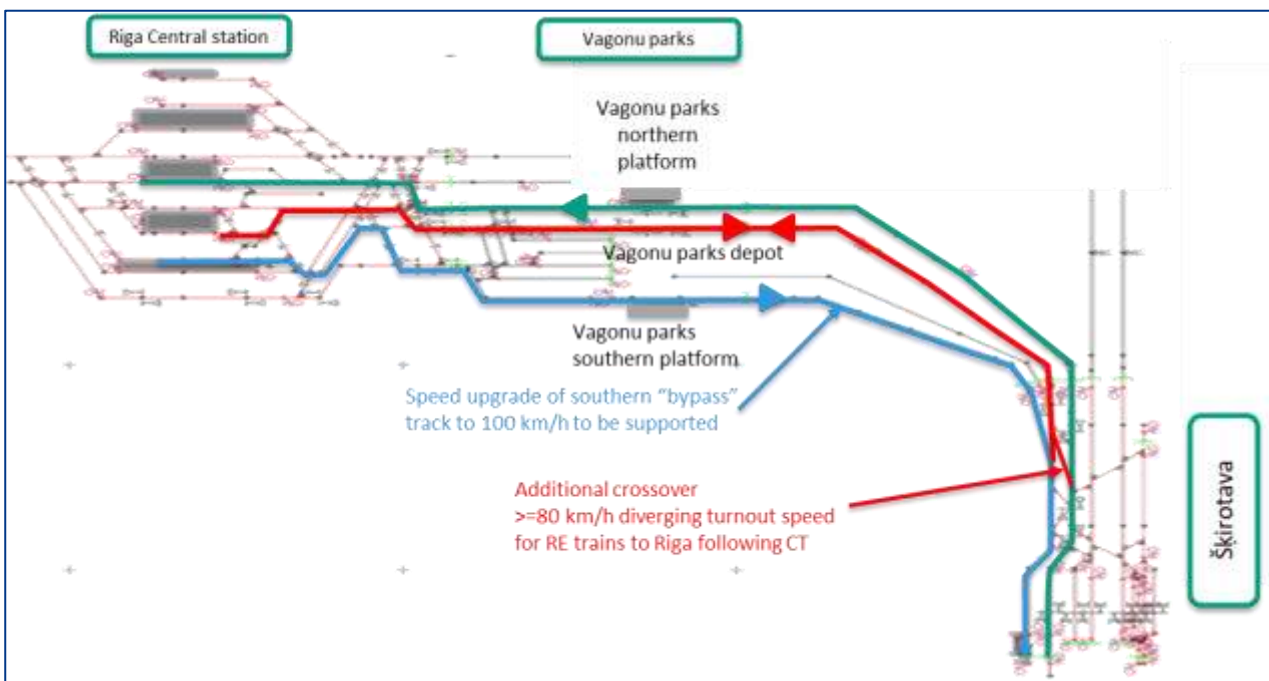 Riga Central station
Vagonu parks
Vagonu parks
northern
platform
Vagonu parks depot
Vagonu parks
southern platform
Speed upgrade of southern “bypass”
track to 100 km/h to be supported
Additional crossover
>=80 km/h diverging turnout speed
for RE trains to Riga following CT
Šķirotava